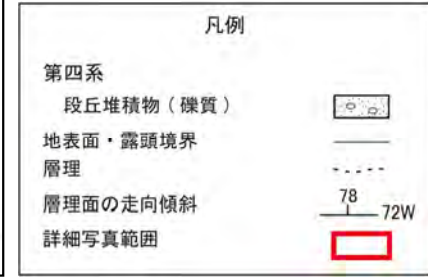 凡例
第四系
段丘堆積物（礫質）
地表面・露頭境界
層理
層理面の走向傾斜 78 72W
詳細写真範囲